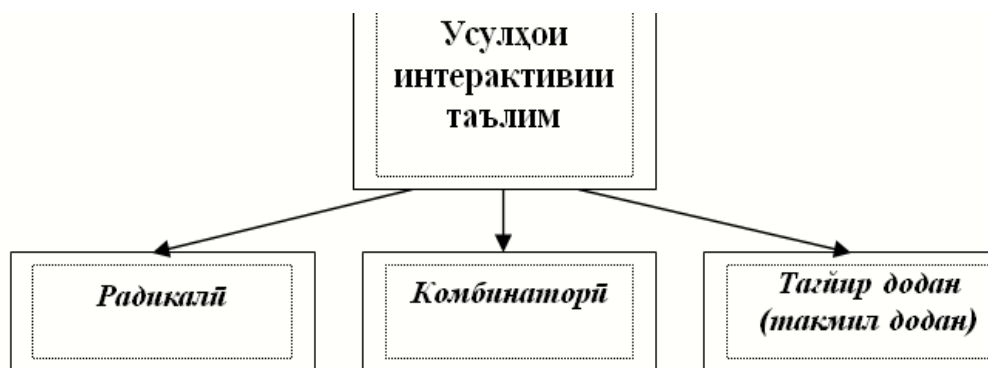 Усулҳои
интерактивии
таълим
Радикалӣ
Комбинаторӣ
Тағйир додан
(такмил додан)